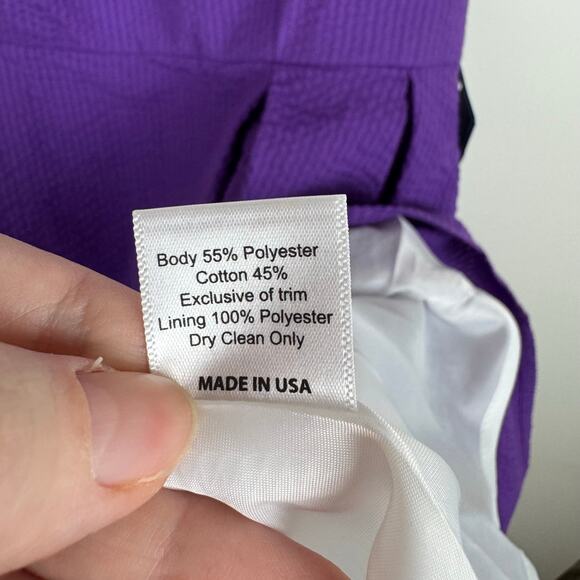 Body 55% Polyester
Cotton 45%
Exclusive of trim
Lining 100% Polyester
Dry Clean Only
MADE IN USA